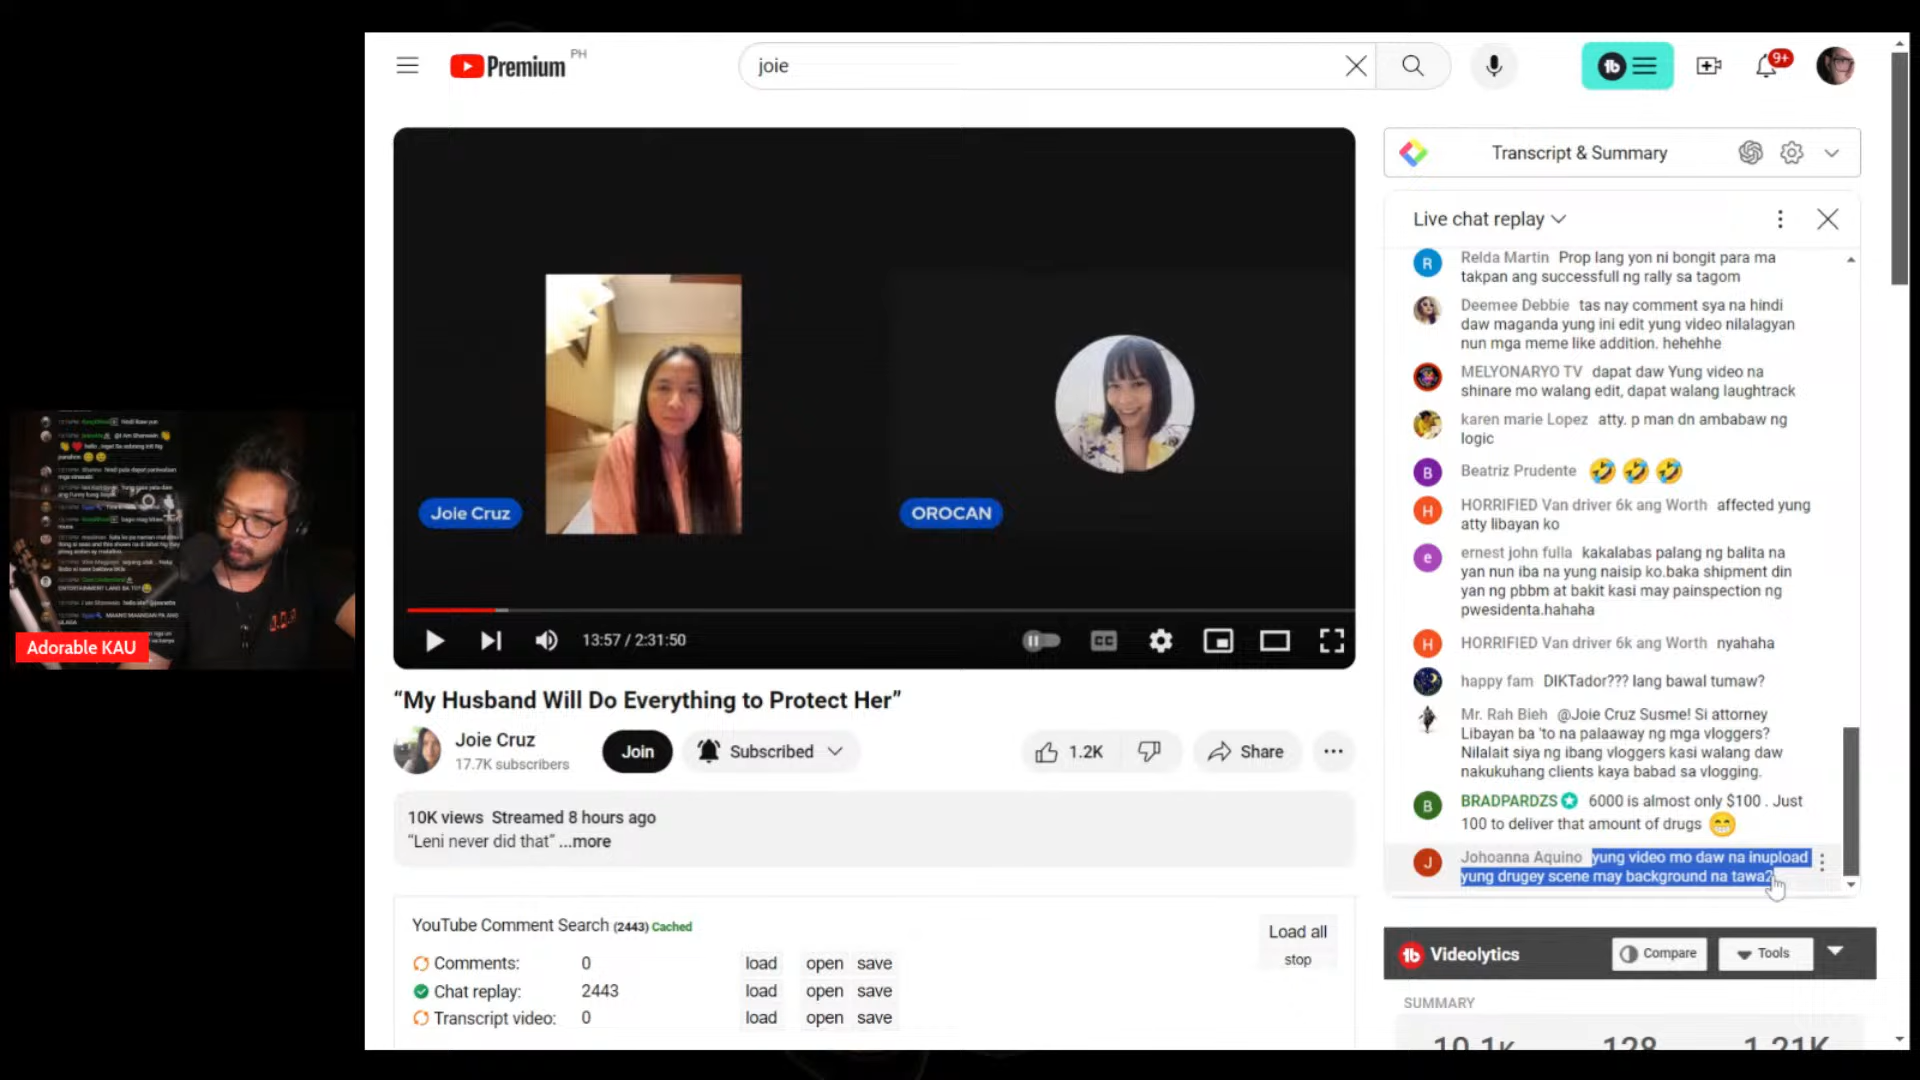 Premium PH
joie
9+
Transcript & Summary
Live chat replay
Relda Martin Prop lang yon ni bongit para ma
takpan ang successfull ng rally sa tagom
Deemee Debbie tas nay comment sya na hindi
daw maganda yung ini edit yung video nilalagyan
nun mga meme like addition. hehehhe
MELYONARYO TV dapat daw Yung video na
shinare mo walang edit, dapat walang laughtrack
karen marie Lopez atty. p man dn ambabaw ng
logic
B Beatriz Prudente 🤣🤣🤣
H HORRIFIED Van driver 6k ang Worth affected yung
atty libayan ko
e ernest john fulla kakalabas palang ng balita na
yan nun iba na yung naisip ko.baka shipment din
yan ng pbbm at bakit kasi may painspection ng
pwesidenta.hahaha
H HORRIFIED Van driver 6k ang Worth nyahaha
happy fam DIKTador??? lang bawal tumaw?
Mr. Rah Bieh @Joie Cruz Susme! Si attorney
Libayan ba 'to na palaaway ng mga vloggers?
Nilalait siya ng ibang vloggers kasi walang daw
nakukuhang clients kaya babad sa vlogging.
B BRADPARDZS 6000 is almost only $100 . Just
100 to deliver that amount of drugs 😁
J Johoanna Aquino yung video mo daw na inupload
yung drugey scene may background na tawa2
Joie Cruz
OROCAN
13:57 / 2:31:50
CC
Adorable KAU
“My Husband Will Do Everything to Protect Her”
Joie Cruz
17.7K subscribers
Join
Subscribed
1.2K
Share
10K views Streamed 8 hours ago
“Leni never did that” ...more
YouTube Comment Search (2443) Cached
Load all
stop
Comments: 0 load open save
Chat replay: 2443 load open save
Transcript video: 0 load open save
Videolytics
Compare
Tools
SUMMARY
10.1K 128 1.21K